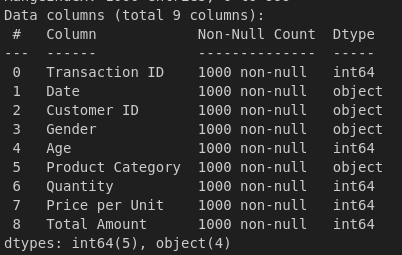 Data columns (total 9 columns):
 #   Column            Non-Null Count  Dtype
---  ------            --------------  -----
 0   Transaction ID    1000 non-null   int64
 1   Date              1000 non-null   object
 2   Customer ID       1000 non-null   object
 3   Gender            1000 non-null   object
 4   Age               1000 non-null   int64
 5   Product Category  1000 non-null   object
 6   Quantity          1000 non-null   int64
 7   Price per Unit    1000 non-null   int64
 8   Total Amount      1000 non-null   int64
dtypes: int64(5), object(4)